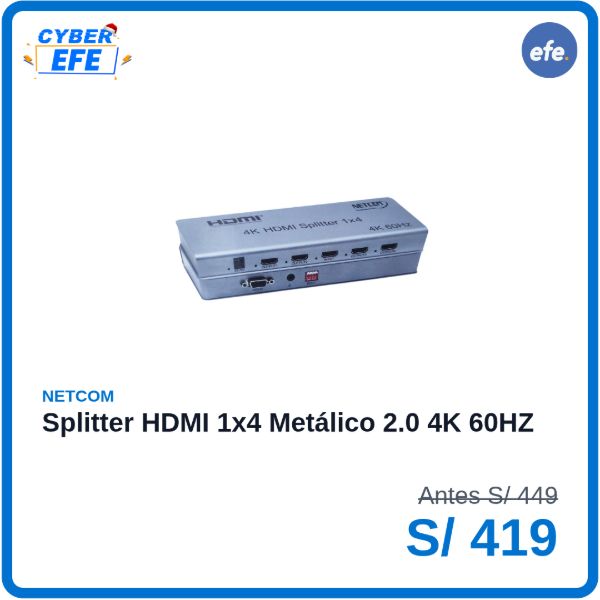 CYBER
EFE
efe.
HDMI
4K HDMI Splitter 1x4
NETCOM
4K 60HZ
NETCOM
Splitter HDMI 1x4 Metálico 2.0 4K 60HZ
Antes S/ 449
S/ 419